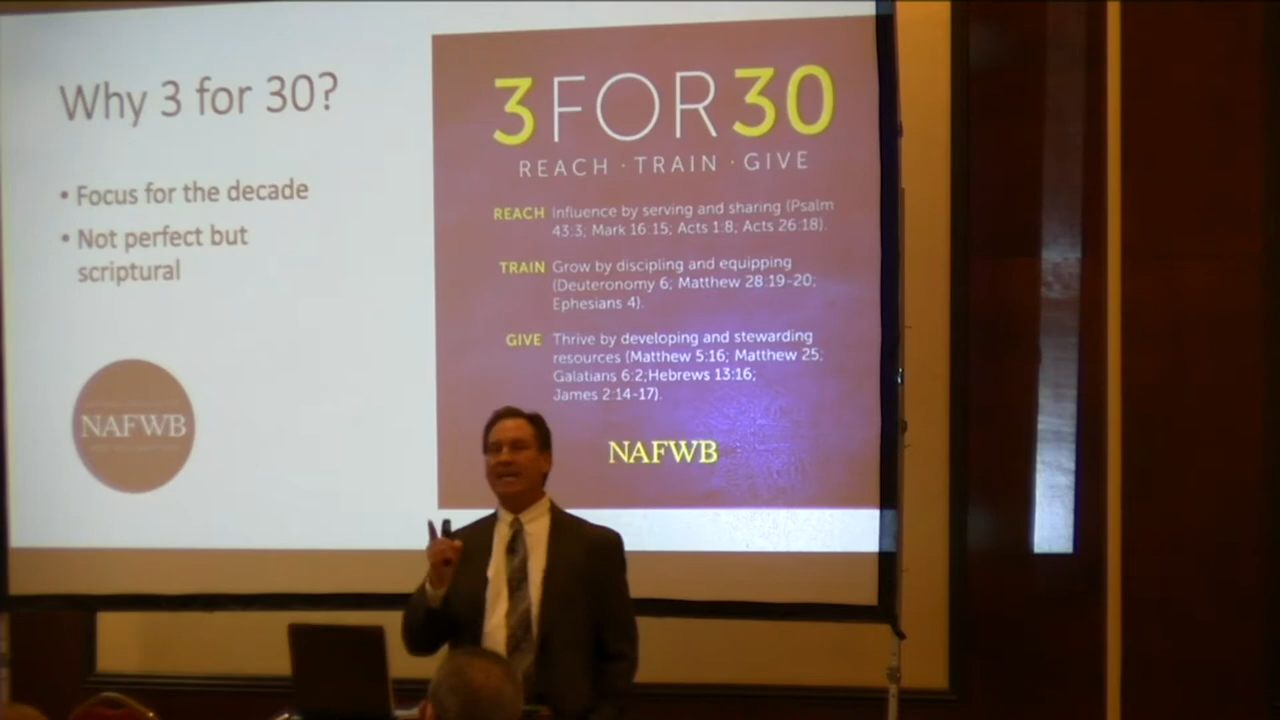 Why 3 for 30?
• Focus for the decade
• Not perfect but
scriptural
NAFWB
3 FOR 30
REACH · TRAIN · GIVE
REACH Influence by serving and sharing (Psalm
43:3; Mark 16:15; Acts 1:8; Acts 26:18).
TRAIN Grow by discipling and equipping
(Deuteronomy 6; Matthew 28:19-20;
Ephesians 4).
GIVE Thrive by developing and stewarding
resources (Matthew 5:16; Matthew 25;
Galatians 6:2;Hebrews 13:16;
James 2:14-17).
NAFWB